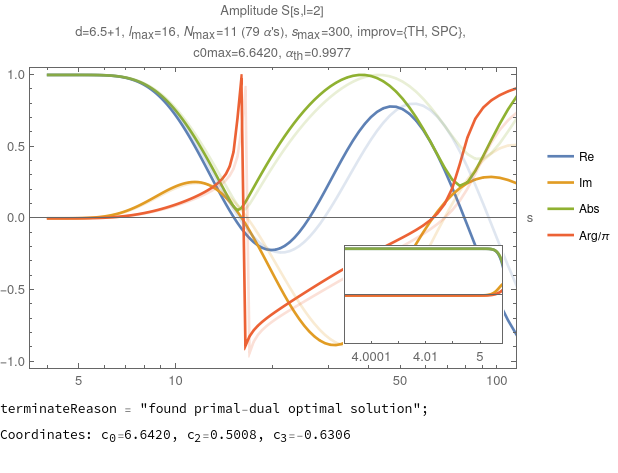 Amplitude S[s,l=2]
d=6.5+1, lmax=16, Nmax=11 (79 α's), smax=300, improv={TH, SPC},
c0max=6.6420, αth=0.9977
1.0
0.5
0.0
−0.5
−1.0
s
Re
Im
Abs
Arg/π
4.0001 4.01 5
5 10 50 100
terminateReason = "found primal-dual optimal solution";
Coordinates: c0=6.6420, c2=0.5008, c3=-0.6306